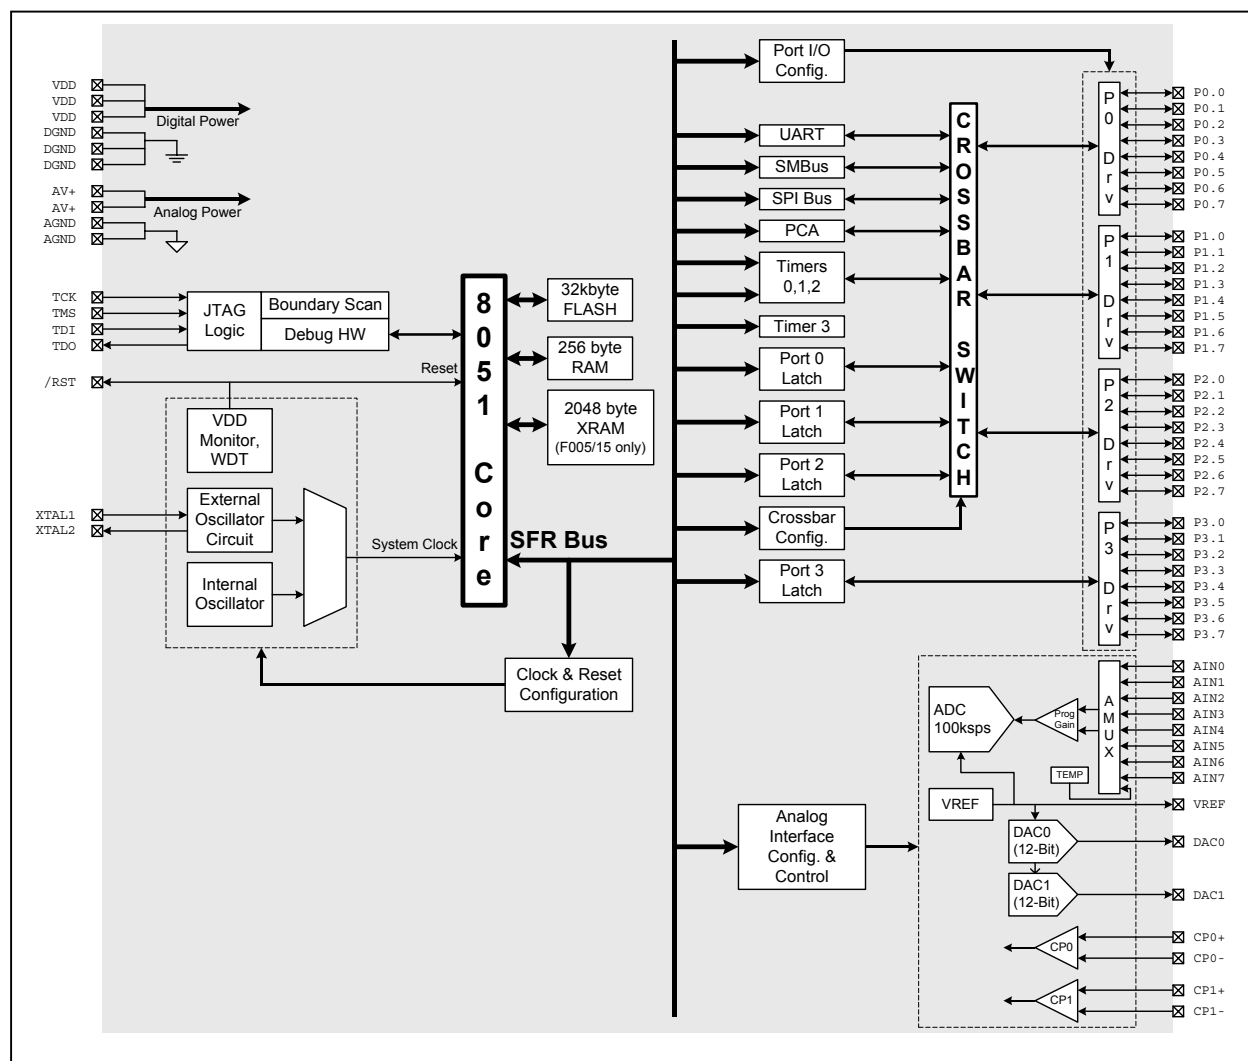 VDD
VDD
VDD
DGND
DGND
DGND
Digital Power
AV+
AV+
AGND
AGND
Analog Power
TCK
TMS
TDI
TDO
JTAG
Logic
Boundary Scan
Debug HW
/RST
Reset
VDD
Monitor,
WDT
XTAL1
XTAL2
External
Oscillator
Circuit
Internal
Oscillator
System Clock
8051 Core
32kbyte
FLASH
256 byte
RAM
2048 byte
XRAM
(F005/15 only)
SFR Bus
Clock & Reset
Configuration
Port I/O
Config.
UART
SMBus
SPI Bus
PCA
Timers
0,1,2
Timer 3
Port 0
Latch
Port 1
Latch
Port 2
Latch
Crossbar
Config.
Port 3
Latch
CROSSBAR SWITCH
P0 Drv
P0.0
P0.1
P0.2
P0.3
P0.4
P0.5
P0.6
P0.7
P1 Drv
P1.0
P1.1
P1.2
P1.3
P1.4
P1.5
P1.6
P1.7
P2 Drv
P2.0
P2.1
P2.2
P2.3
P2.4
P2.5
P2.6
P2.7
P3 Drv
P3.0
P3.1
P3.2
P3.3
P3.4
P3.5
P3.6
P3.7
Analog
Interface
Config. &
Control
ADC
100ksps
Prog
Gain
AMUX
TEMP
VREF
DAC0
(12-Bit)
DAC1
(12-Bit)
CP0
CP1
AIN0
AIN1
AIN2
AIN3
AIN4
AIN5
AIN6
AIN7
VREF
DAC0
DAC1
CP0+
CP0-
CP1+
CP1-